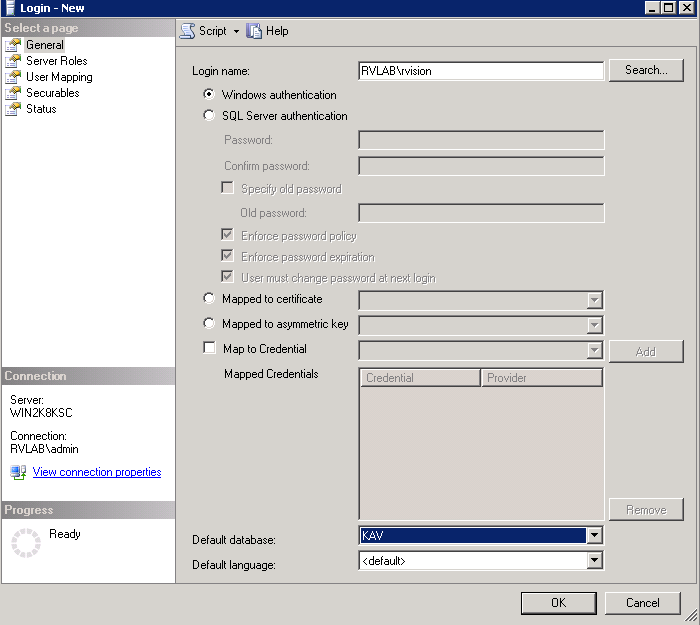 Login - New
Select a page
General
Server Roles
User Mapping
Securables
Status
Script
Help
Login name:
RVLAB\rvision
Search...
Windows authentication
SQL Server authentication
Password:
Confirm password:
Specify old password
Old password:
Enforce password policy
Enforce password expiration
User must change password at next login
Mapped to certificate
Mapped to asymmetric key
Map to Credential
Add
Mapped Credentials
Credential
Provider
Remove
Default database:
KAV
Default language:
<default>
Connection
Server:
WIN2K8KSC
Connection:
RVLAB\admin
View connection properties
Progress
Ready
OK
Cancel